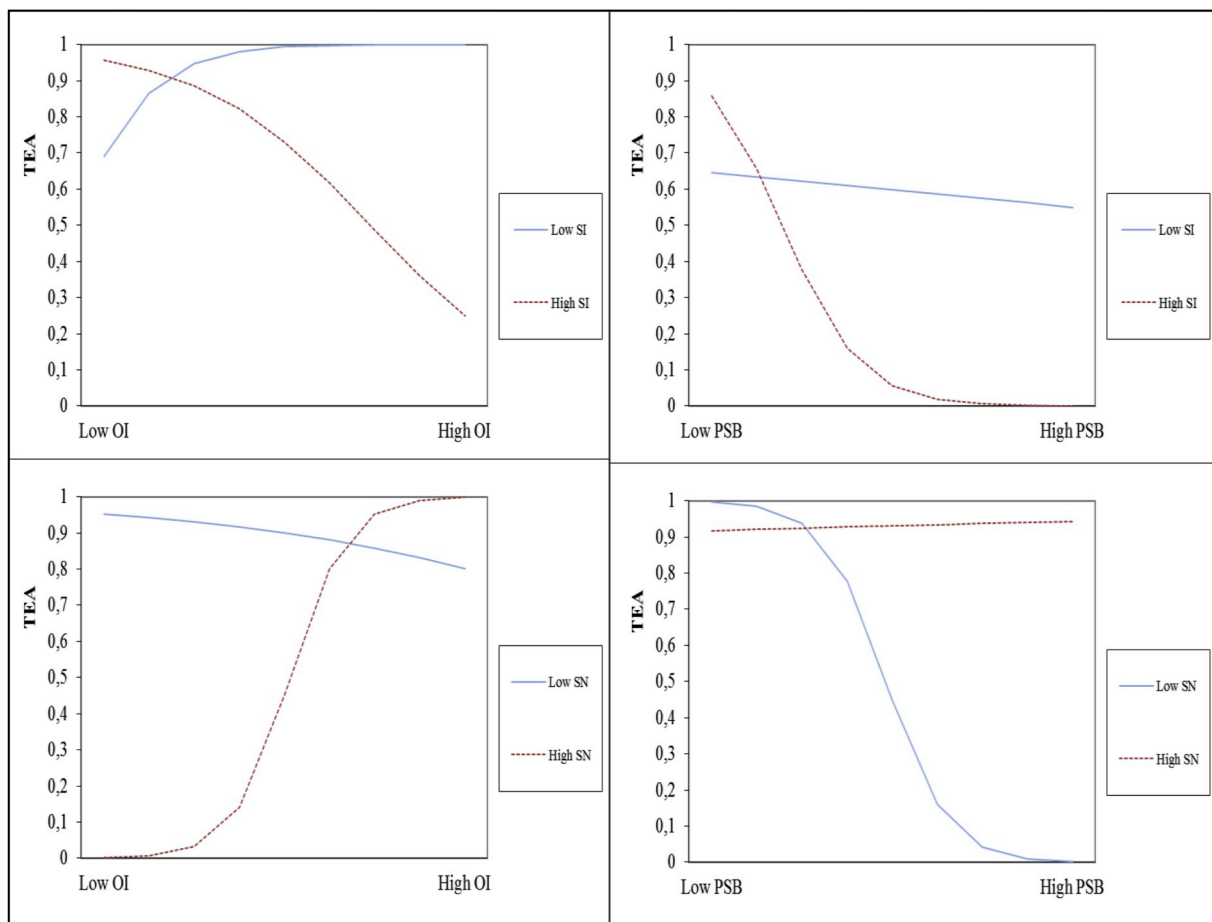 1
0,9
0,8
0,7
0,6
0,5
0,4
0,3
0,2
0,1
0
TEA
Low OI
High OI
Low SI
High SI
1
0,9
0,8
0,7
0,6
0,5
0,4
0,3
0,2
0,1
0
TEA
Low PSB
High PSB
Low SI
High SI
1
0,9
0,8
0,7
0,6
0,5
0,4
0,3
0,2
0,1
0
TEA
Low OI
High OI
Low SN
High SN
1
0,9
0,8
0,7
0,6
0,5
0,4
0,3
0,2
0,1
0
TEA
Low PSB
High PSB
Low SN
High SN